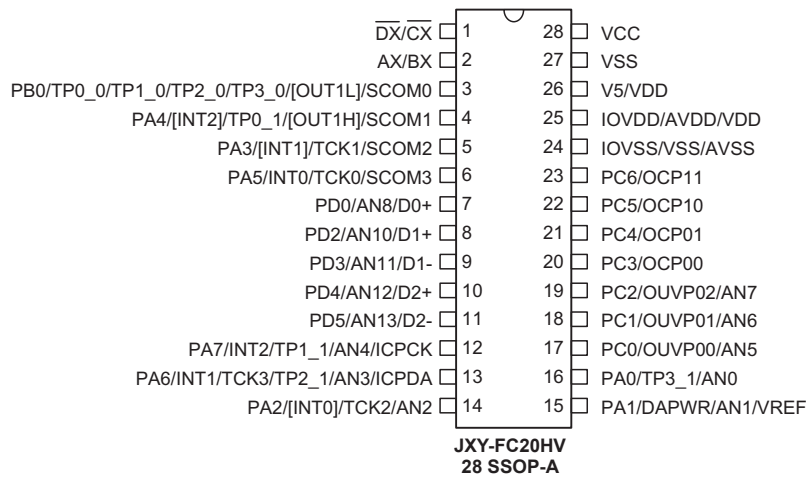 D̅X̅/C̅X̅ 1 28 VCC
AX/BX 2 27 VSS
PB0/TP0_0/TP1_0/TP2_0/TP3_0/[OUT1L]/SCOM0 3 26 V5/VDD
PA4/[INT2]/TP0_1/[OUT1H]/SCOM1 4 25 IOVDD/AVDD/VDD
PA3/[INT1]/TCK1/SCOM2 5 24 IOVSS/VSS/AVSS
PA5/INT0/TCK0/SCOM3 6 23 PC6/OCP11
PD0/AN8/D0+ 7 22 PC5/OCP10
PD2/AN10/D1+ 8 21 PC4/OCP01
PD3/AN11/D1- 9 20 PC3/OCP00
PD4/AN12/D2+ 10 19 PC2/OUVP02/AN7
PD5/AN13/D2- 11 18 PC1/OUVP01/AN6
PA7/INT2/TP1_1/AN4/ICPCK 12 17 PC0/OUVP00/AN5
PA6/INT1/TCK3/TP2_1/AN3/ICPDA 13 16 PA0/TP3_1/AN0
PA2/[INT0]/TCK2/AN2 14 15 PA1/DAPWR/AN1/VREF
JXY-FC20HV
28 SSOP-A